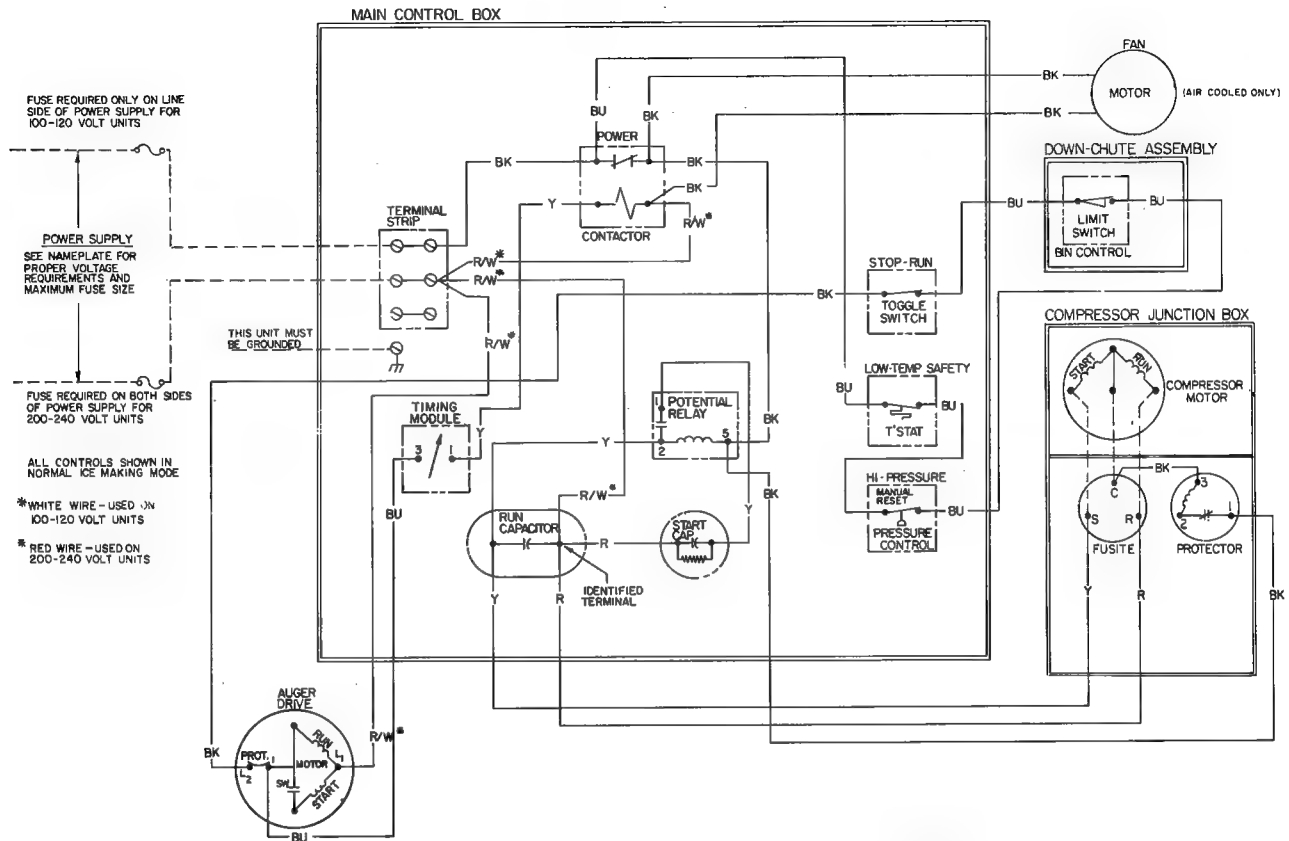 MAIN CONTROL BOX
FUSE REQUIRED ONLY ON LINE
SIDE OF POWER SUPPLY FOR
100-120 VOLT UNITS
POWER SUPPLY
SEE NAMEPLATE FOR
PROPER VOLTAGE
REQUIREMENTS AND
MAXIMUM FUSE SIZE
FUSE REQUIRED ON BOTH SIDES
OF POWER SUPPLY FOR
200-240 VOLT UNITS
ALL CONTROLS SHOWN IN
NORMAL ICE MAKING MODE
*WHITE WIRE-USED ON
100-120 VOLT UNITS
* RED WIRE-USED ON
200-240 VOLT UNITS
THIS UNIT MUST
BE GROUNDED
TERMINAL
STRIP
BK
BU
BK
POWER
BK
BK
Y
R/W*
CONTACTOR
R/W*
R/W*
R/W*
BK
BK
FAN
MOTOR
(AIR COOLED ONLY)
DOWN-CHUTE ASSEMBLY
BU
BU
LIMIT
SWITCH
BIN CONTROL
STOP-RUN
BK
TOGGLE
SWITCH
LOW-TEMP SAFETY
BU
BU
T'STAT
BU
HI-PRESSURE
MANUAL
RESET
BU
BU
PRESSURE
CONTROL
TIMING
MODULE
3
1
Y
BU
POTENTIAL
RELAY
1
2
5
Y
BK
BK
Y
R/W*
RUN
CAPACITOR
R
START
CAP.
IDENTIFIED
TERMINAL
Y
R
COMPRESSOR JUNCTION BOX
START
RUN
COMPRESSOR
MOTOR
BK
C
S
R
FUSITE
3
2
1
PROTECTOR
Y
R
BK
AUGER
DRIVE
BK
PROT.
1
L2
MOTOR
RUN
L1
SW.
START
R/W*
BU